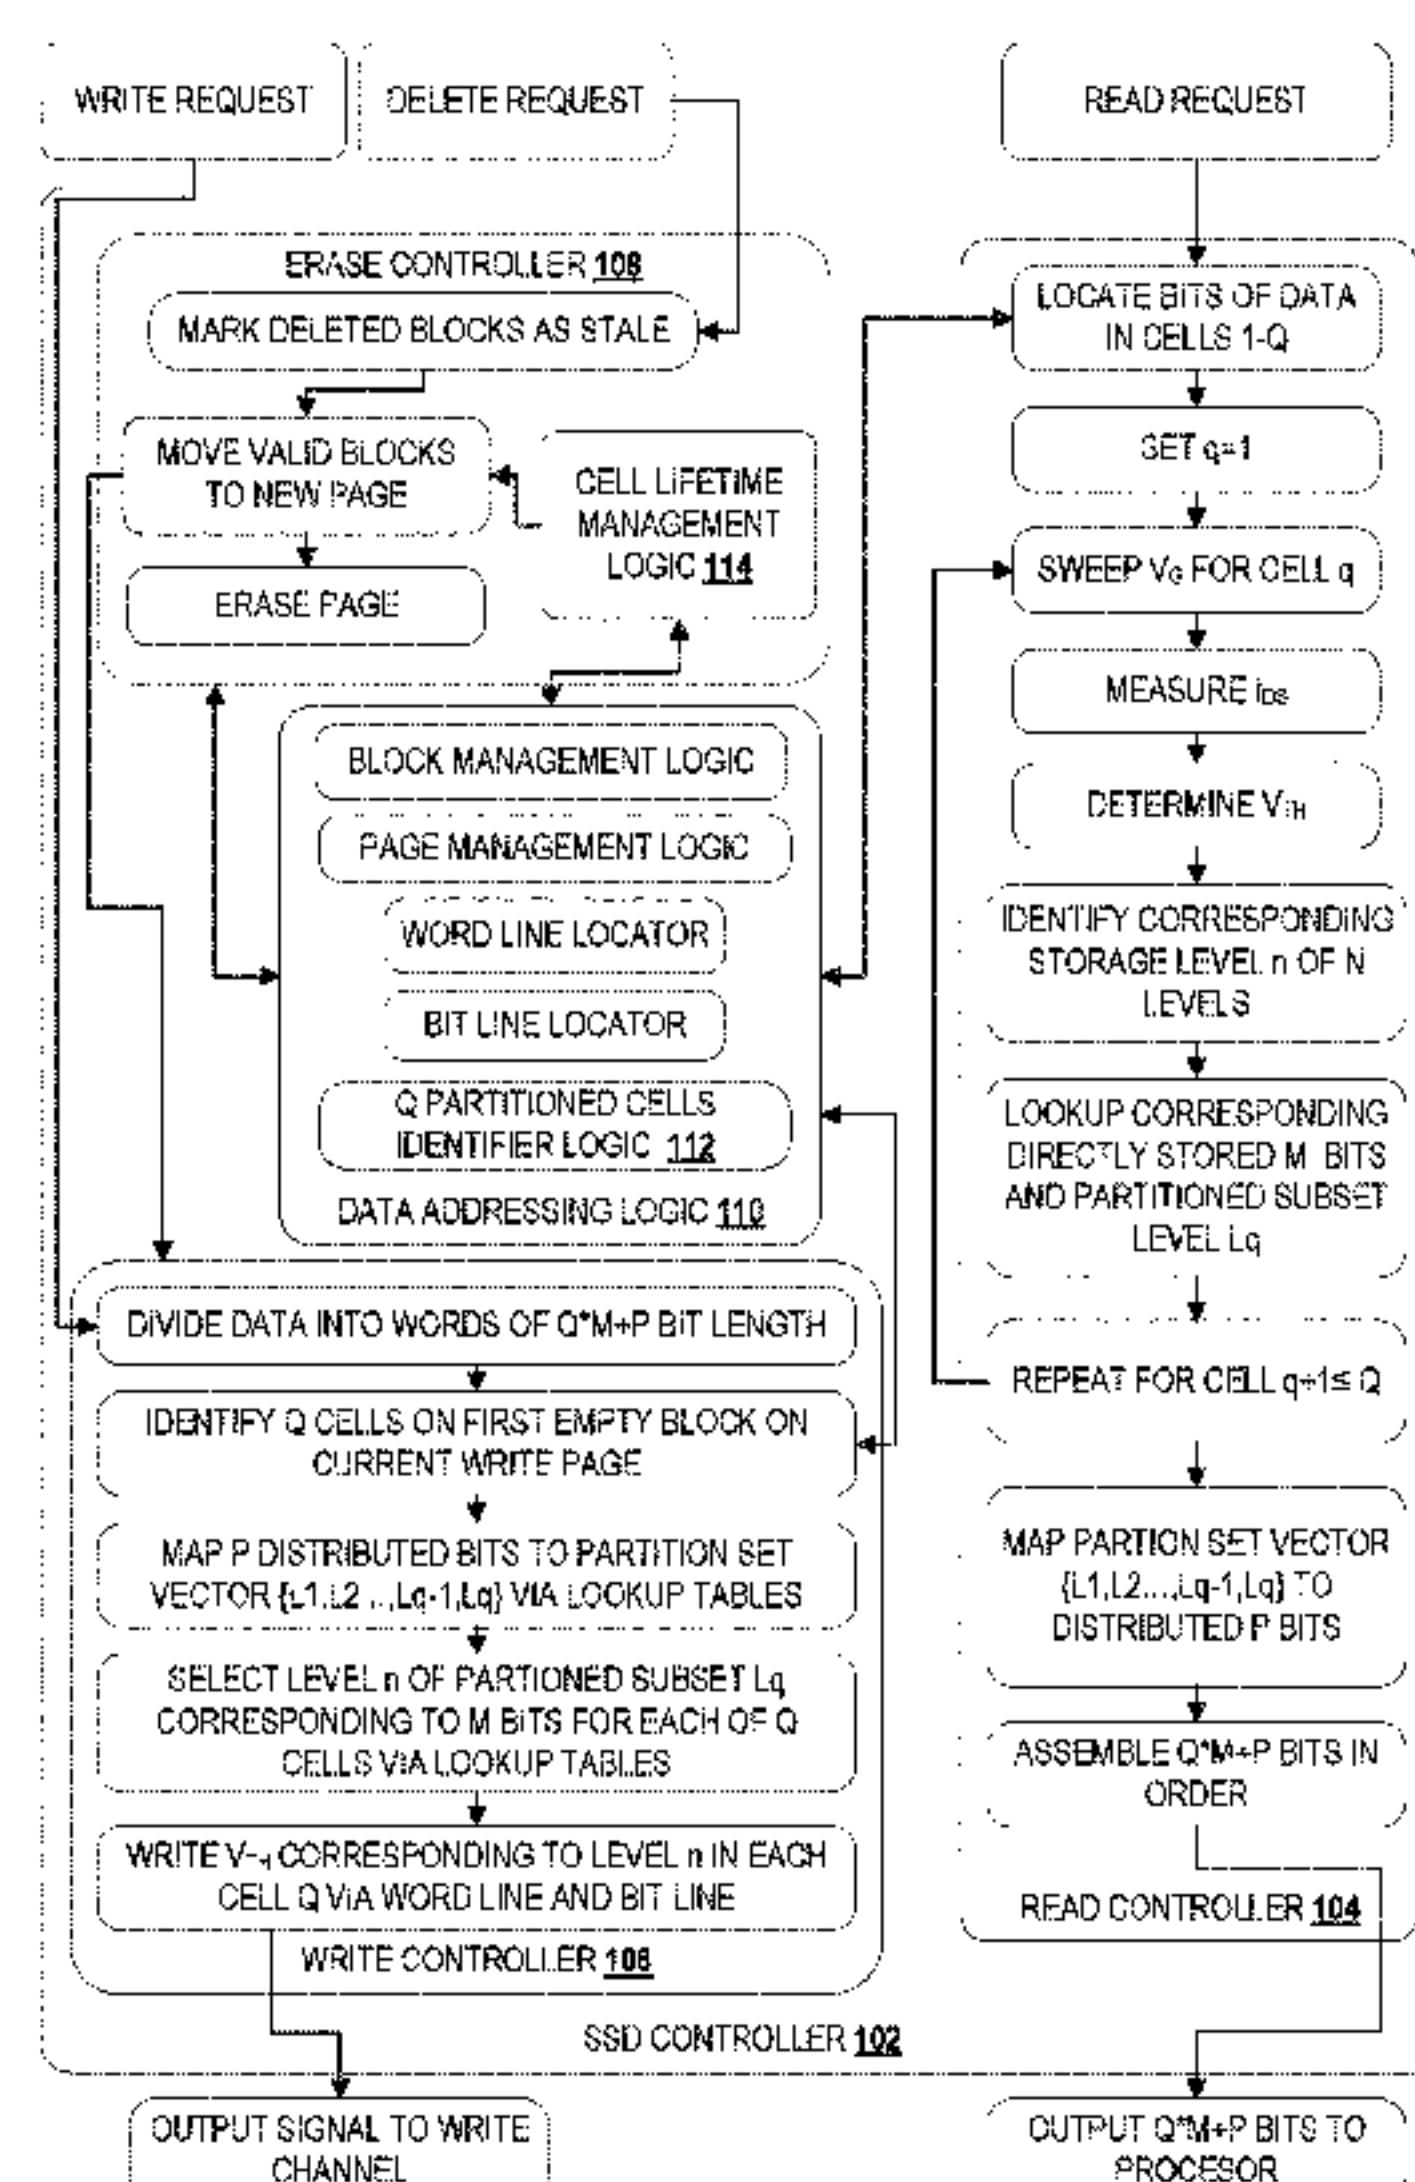 WRITE REQUEST
DELETE REQUEST
READ REQUEST
ERASE CONTROLLER 108
MARK DELETED BLOCKS AS STALE
MOVE VALID BLOCKS
TO NEW PAGE
CELL LIFETIME
MANAGEMENT
LOGIC 114
ERASE PAGE
BLOCK MANAGEMENT LOGIC
PAGE MANAGEMENT LOGIC
WORD LINE LOCATOR
BIT LINE LOCATOR
Q PARTITIONED CELLS
IDENTIFIER LOGIC 112
DATA ADDRESSING LOGIC 110
DIVIDE DATA INTO WORDS OF Q*M+P BIT LENGTH
IDENTIFY Q CELLS ON FIRST EMPTY BLOCK ON
CURRENT WRITE PAGE
MAP P DISTRIBUTED BITS TO PARTITION SET
VECTOR {L1,L2...,Lq-1,Lq} VIA LOOKUP TABLES
SELECT LEVEL n OF PARTIONED SUBSET Lq
CORRESPONDING TO M BITS FOR EACH OF Q
CELLS VIA LOOKUP TABLES
WRITE VTH CORRESPONDING TO LEVEL n IN EACH
CELL Q VIA WORD LINE AND BIT LINE
WRITE CONTROLLER 106
LOCATE BITS OF DATA
IN CELLS 1-Q
SET q=1
SWEEP VG FOR CELL q
MEASURE iDS
DETERMINE VTH
IDENTIFY CORRESPONDING
STORAGE LEVEL n OF N
LEVELS
LOOKUP CORRESPONDING
DIRECTLY STORED M BITS
AND PARTITIONED SUBSET
LEVEL Lq
REPEAT FOR CELL q+1≤ Q
MAP PARTION SET VECTOR
{L1,L2...,Lq-1,Lq} TO
DISTRIBUTED P BITS
ASSEMBLE Q*M+P BITS IN
ORDER
READ CONTROLLER 104
SSD CONTROLLER 102
OUTPUT SIGNAL TO WRITE
CHANNEL
OUTPUT Q*M+P BITS TO
PROCESOR